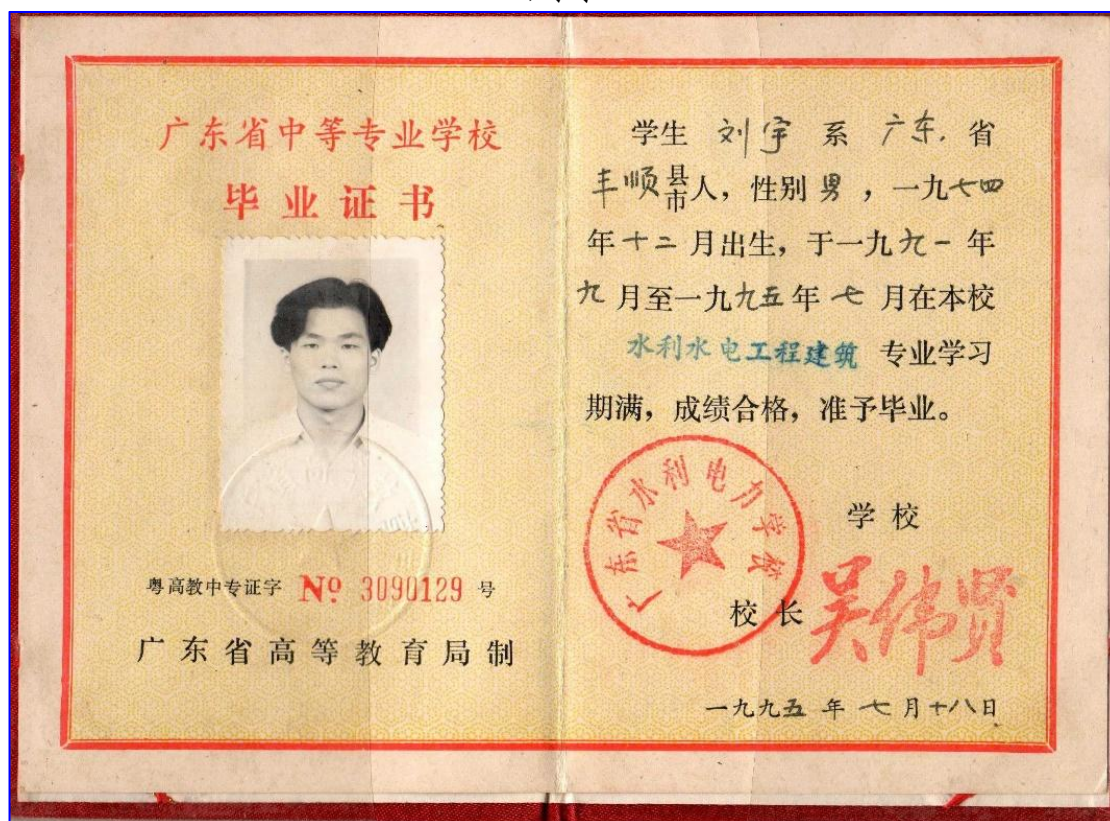 广东省中等专业学校
毕业证书
粤高教中专证字 № 3090129 号
广东省高等教育局制
学生 刘宇 系 广东 省
丰顺县市人，性别男，一九七四
年十二月出生，于一九九一年
九月至一九九五年七月在本校
水利水电工程建筑 专业学习
期满，成绩合格，准予毕业。
广东省水利电力学校
学校
校长 吴伟贤
一九九五年七月十八日